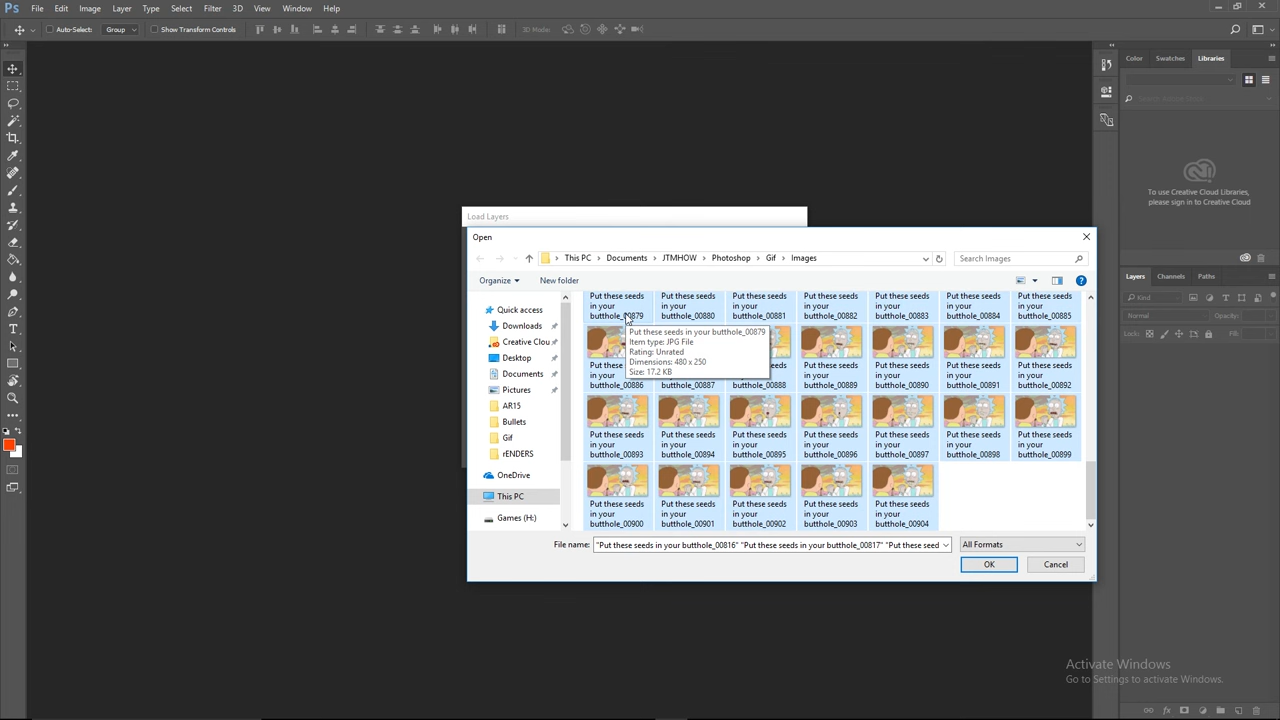 Ps File Edit Image Layer Type Select Filter 3D View Window Help
Auto-Select: Group Show Transform Controls 3D Mode:
Color Swatches Libraries
To use Creative Cloud Libraries,
please sign in to Creative Cloud
Load Layers
Open
This PC Documents JTMHOW Photoshop Gif Images Search Images
Organize New folder
Quick access
Downloads
Creative Clou
Desktop
Documents
Pictures
AR15
Bullets
Gif
rENDERS
OneDrive
This PC
Games (H:)
Put these seeds Put these seeds Put these seeds Put these seeds Put these seeds Put these seeds Put these seeds
in your in your in your in your in your in your in your
butthole_00879 butthole_00880 butthole_00881 butthole_00882 butthole_00883 butthole_00884 butthole_00885
Put these seeds in your butthole_00879
Item type: JPG File
Rating: Unrated
Dimensions: 480 x 250
Size: 17.2 KB
Put these seeds Put these seeds Put these seeds Put these seeds Put these seeds
in your in your in your in your in your in your in your
butthole_00886 butthole_00887 butthole_00888 butthole_00889 butthole_00890 butthole_00891 butthole_00892
Put these seeds Put these seeds Put these seeds Put these seeds Put these seeds Put these seeds Put these seeds
in your in your in your in your in your in your in your
butthole_00893 butthole_00894 butthole_00895 butthole_00896 butthole_00897 butthole_00898 butthole_00899
Put these seeds Put these seeds Put these seeds Put these seeds Put these seeds
in your in your in your in your in your
butthole_00900 butthole_00901 butthole_00902 butthole_00903 butthole_00904
File name: "Put these seeds in your butthole_00816" "Put these seeds in your butthole_00817" "Put these seed All Formats
OK Cancel
Layers Channels Paths
Kind
Normal Opacity:
Lock: Fill:
Activate Windows
Go to Settings to activate Windows.